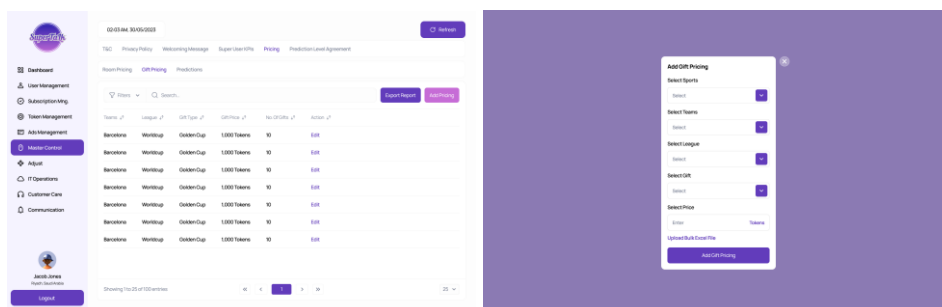 SuperTalk
02:03 AM, 30/05/2023
Refresh
T&C Privacy Policy Welcoming Message Super User KPIs Pricing Prediction Level Agreement
Room Pricing Gift Pricing Predictions
Filters Search... Export Report Add Pricing
Teams League Gift Type Gift Price No. Of Gifts Action
Barcelona Worldcup Golden Cup 1,000 Tokens 10 Edit
Barcelona Worldcup Golden Cup 1,000 Tokens 10 Edit
Barcelona Worldcup Golden Cup 1,000 Tokens 10 Edit
Barcelona Worldcup Golden Cup 1,000 Tokens 10 Edit
Barcelona Worldcup Golden Cup 1,000 Tokens 10 Edit
Barcelona Worldcup Golden Cup 1,000 Tokens 10 Edit
Barcelona Worldcup Golden Cup 1,000 Tokens 10 Edit
Showing 1 to 25 of 100 entries
1
25
Dashboard
User Management
Subscription Mng.
Token Management
Ads Management
Master Control
Adjust
IT Operations
Customer Care
Communication
Jacob Jones
Riyadh, Saudi Arabia
Logout
Add Gift Pricing
Select Sports
Select
Select Teams
Select
Select League
Select
Select Gift
Select
Select Price
Enter Tokens
Upload Bulk Excel File
Add Gift Pricing